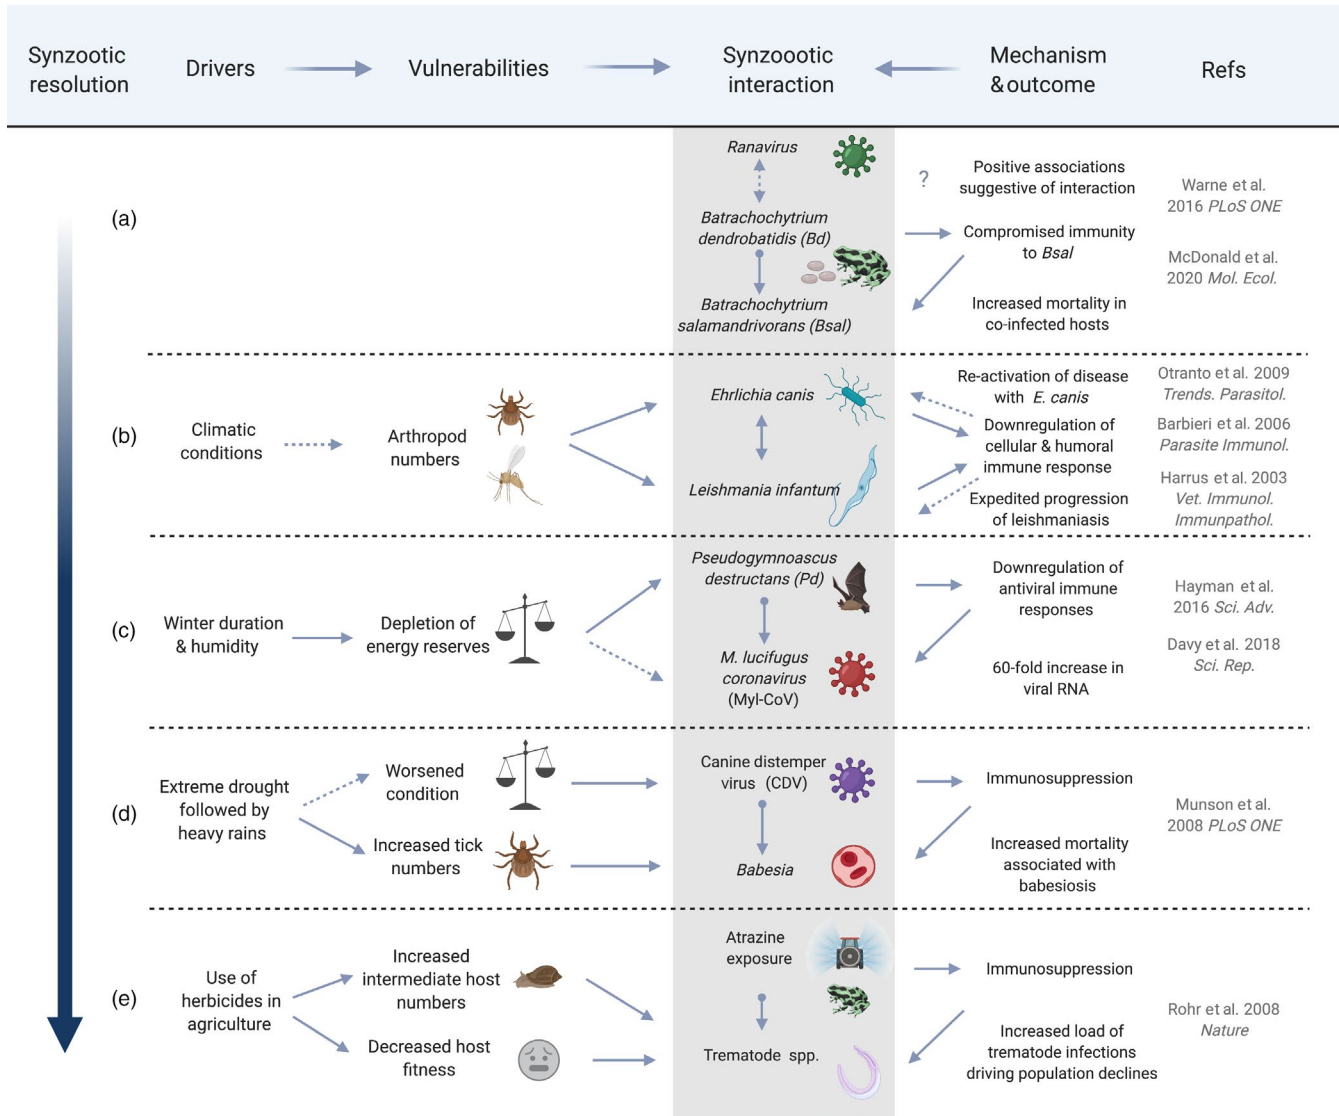 Synzootic
resolution
Drivers
Vulnerabilities
Synzoootic
interaction
Mechanism
& outcome
Refs
(a)
Ranavirus
Batrachochytrium
dendrobatidis (Bd)
Batrachochytrium
salamandrivorans (Bsal)
?
Positive associations
suggestive of interaction
Compromised immunity
to Bsal
Increased mortality in
co-infected hosts
Warne et al.
2016 PLoS ONE
McDonald et al.
2020 Mol. Ecol.
(b)
Climatic
conditions
Arthropod
numbers
Ehrlichia canis
Leishmania infantum
Re-activation of disease
with E. canis
Downregulation of
cellular & humoral
immune response
Expedited progression
of leishmaniasis
Otranto et al. 2009
Trends. Parasitol.
Barbieri et al. 2006
Parasite Immunol.
Harrus et al. 2003
Vet. Immunol.
Immunpathol.
(c)
Winter duration
& humidity
Depletion of
energy reserves
Pseudogymnoascus
destructans (Pd)
M. lucifugus
coronavirus
(Myl-CoV)
Downregulation of
antiviral immune
responses
60-fold increase in
viral RNA
Hayman et al.
2016 Sci. Adv.
Davy et al. 2018
Sci. Rep.
(d)
Extreme drought
followed by
heavy rains
Worsened
condition
Increased tick
numbers
Canine distemper
virus (CDV)
Babesia
Immunosuppression
Increased mortality
associated with
babesiosis
Munson et al.
2008 PLoS ONE
(e)
Use of
herbicides in
agriculture
Increased
intermediate host
numbers
Decreased host
fitness
Atrazine
exposure
Trematode spp.
Immunosuppression
Increased load of
trematode infections
driving population declines
Rohr et al. 2008
Nature